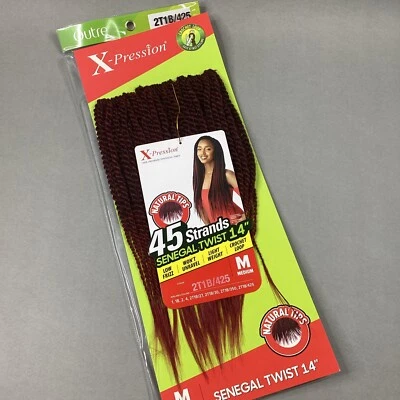 Outre
2T1B/425
X-Pression
X-Pression
NATURAL TIPS
45 Strands
SENEGAL TWIST 14"
LOW FRIZZ
WON'T UNRAVEL
LIGHT WEIGHT
CROCHET LOOP
2T1B/425
M
MEDIUM
NATURAL TIPS
M
SENEGAL TWIST 14"